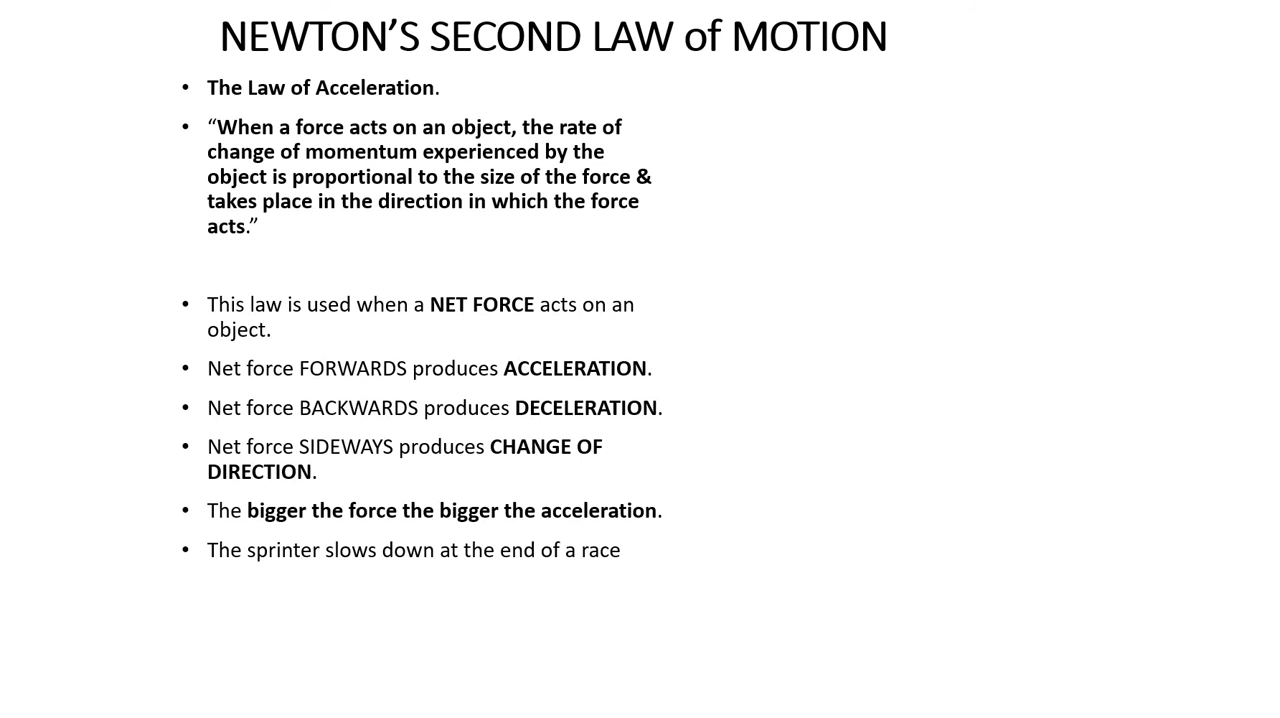 NEWTON’S SECOND LAW of MOTION
• The Law of Acceleration.
• “When a force acts on an object, the rate of
change of momentum experienced by the
object is proportional to the size of the force &
takes place in the direction in which the force
acts.”
• This law is used when a NET FORCE acts on an
object.
• Net force FORWARDS produces ACCELERATION.
• Net force BACKWARDS produces DECELERATION.
• Net force SIDEWAYS produces CHANGE OF
DIRECTION.
• The bigger the force the bigger the acceleration.
• The sprinter slows down at the end of a race